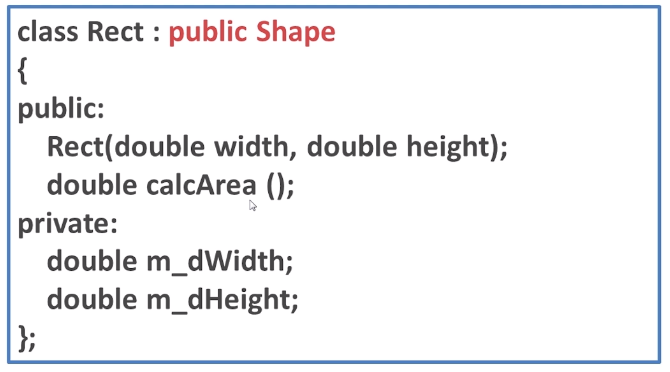 class Rect : public Shape
{
public:
Rect(double width, double height);
double calcArea ();
private:
double m_dWidth;
double m_dHeight;
};